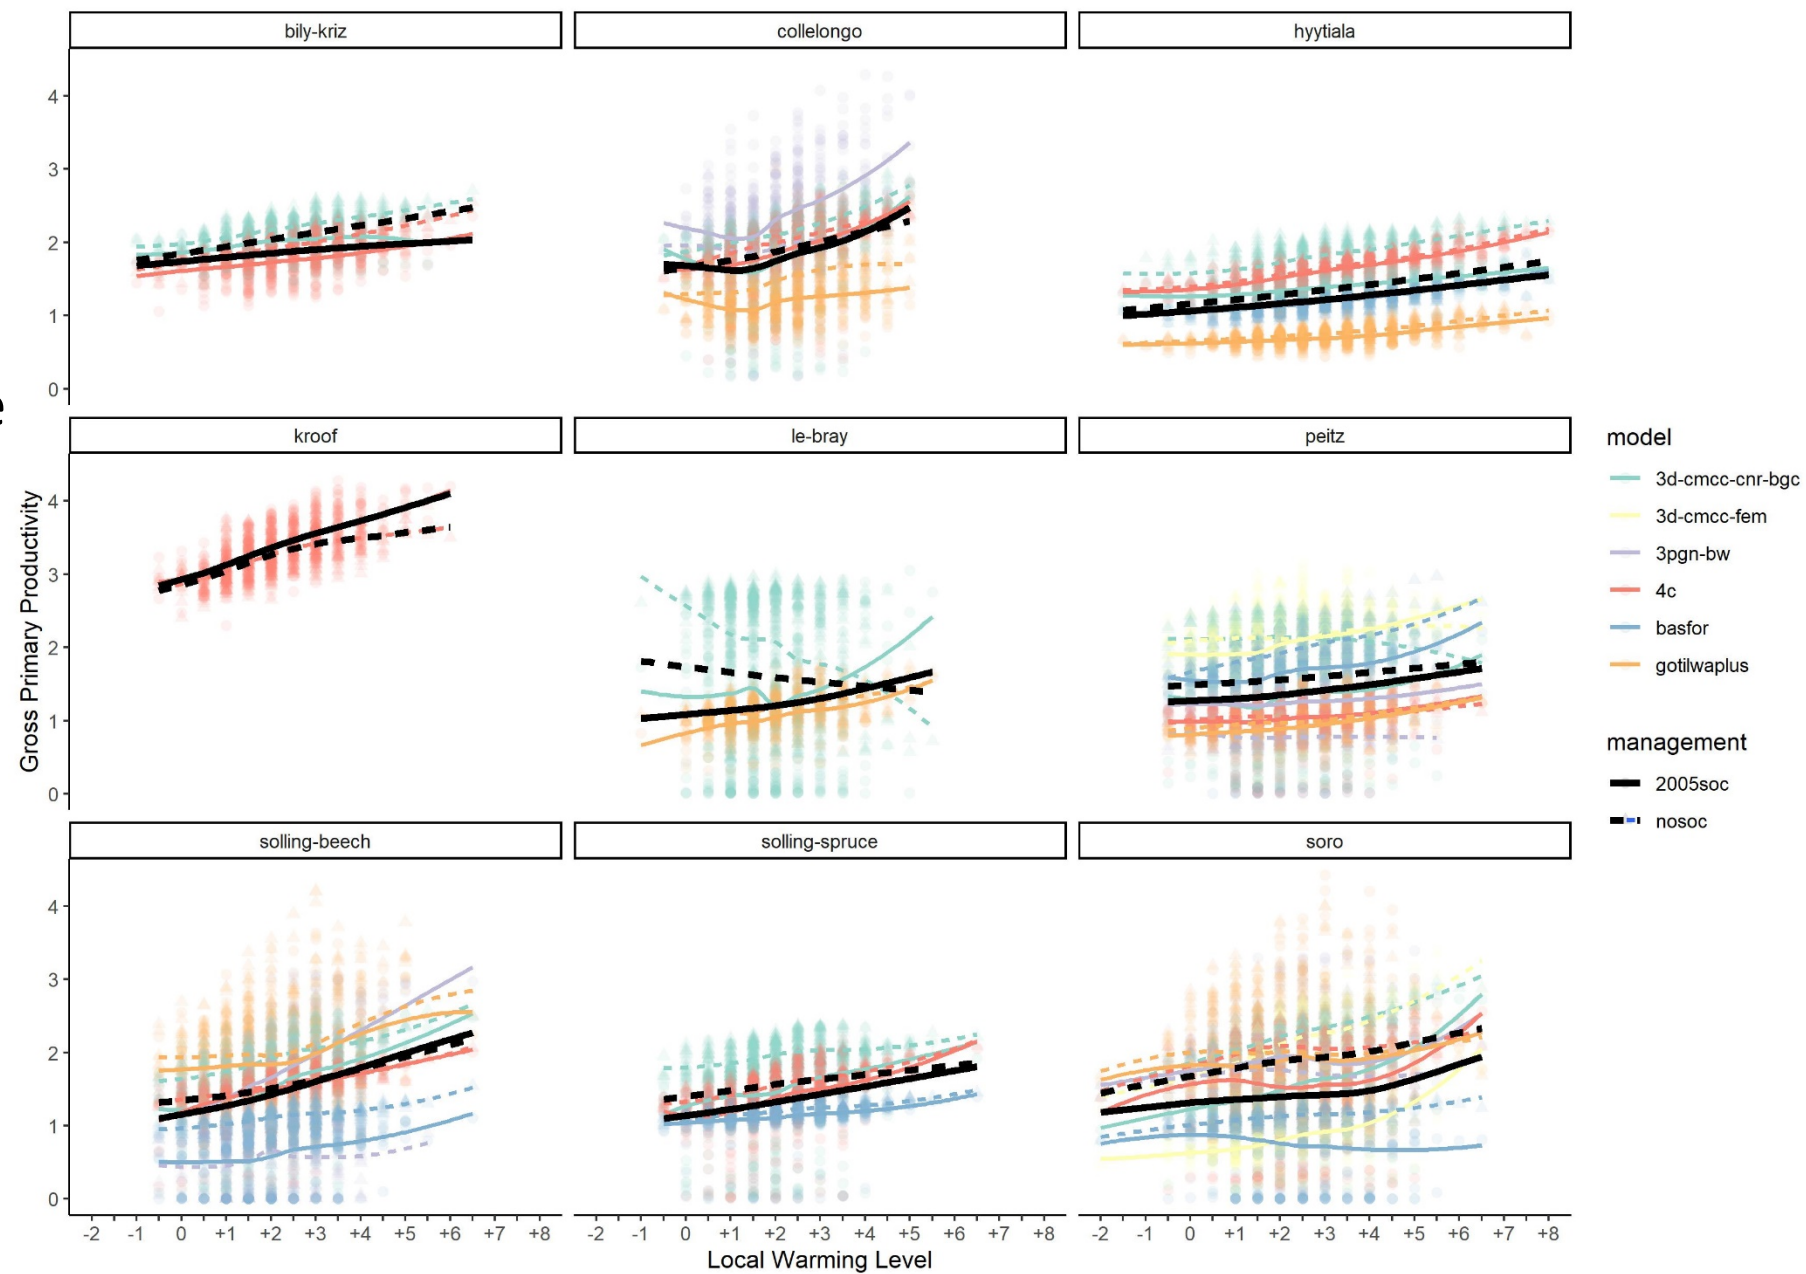 bily-kriz
collelongo
hyytiala
4
3
2
1
0
kroof
le-bray
peitz
4
3
2
1
0
Gross Primary Productivity
solling-beech
solling-spruce
soro
4
3
2
1
0
-2 -1 0 +1 +2 +3 +4 +5 +6 +7 +8
-2 -1 0 +1 +2 +3 +4 +5 +6 +7 +8
-2 -1 0 +1 +2 +3 +4 +5 +6 +7 +8
Local Warming Level
model
3d-cmcc-cnr-bgc
3d-cmcc-fem
3pgn-bw
4c
basfor
gotilwaplus
management
2005soc
nosoc